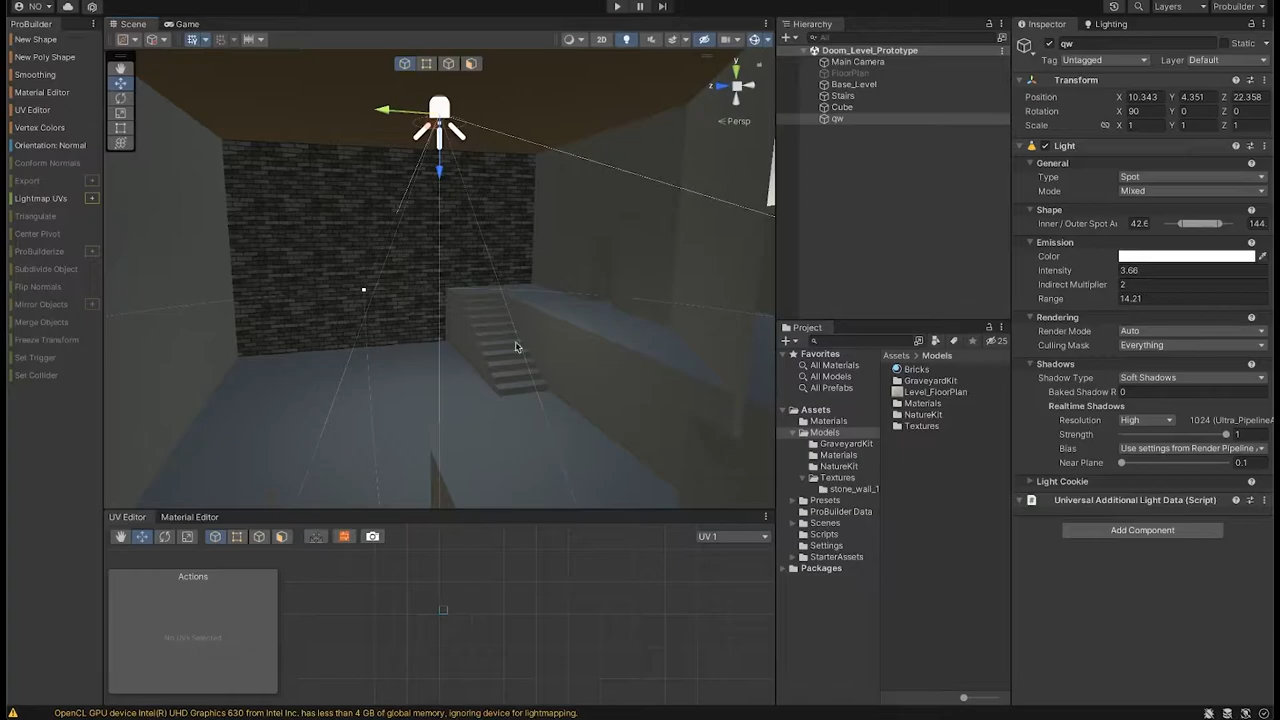 NO
Layers
Probuilder
ProBuilder
Scene
Game
Hierarchy
Inspector
Lighting
New Shape
New Poly Shape
Smoothing
Material Editor
UV Editor
Vertex Colors
Orientation: Normal
Conform Normals
Export
Lightmap UVs
Triangulate
Center Pivot
ProBuilderize
Subdivide Object
Flip Normals
Mirror Objects
Merge Objects
Freeze Transform
Set Trigger
Set Collider
2D
y
z
Persp
All
Doom_Level_Prototype
Main Camera
FloorPlan
Base_Level
Stairs
Cube
qw
Project
25
Favorites
All Materials
All Models
All Prefabs
Assets
Materials
Models
GraveyardKit
Materials
NatureKit
Textures
stone_wall_1
Presets
ProBuilder Data
Scenes
Scripts
Settings
StarterAssets
Packages
Assets > Models
Bricks
GraveyardKit
Level_FloorPlan
Materials
NatureKit
Textures
qw
Static
Tag Untagged Layer Default
Transform
Position X 10.343 Y 4.351 Z 22.358
Rotation X 90 Y 0 Z 0
Scale X 1 Y 1 Z 1
Light
General
Type Spot
Mode Mixed
Shape
Inner / Outer Spot A 42.6 144.
Emission
Color
Intensity 3.66
Indirect Multiplier 2
Range 14.21
Rendering
Render Mode Auto
Culling Mask Everything
Shadows
Shadow Type Soft Shadows
Baked Shadow R 0
Realtime Shadows
Resolution High 1024 (Ultra_Pipeline
Strength 1
Bias Use settings from Render Pipeline
Near Plane 0.1
Light Cookie
Universal Additional Light Data (Script)
Add Component
UV Editor
Material Editor
UV 1
Actions
No UVs Selected
OpenCL GPU device Intel(R) UHD Graphics 630 from Intel Inc. has less than 4 GB of global memory, ignoring device for lightmapping.